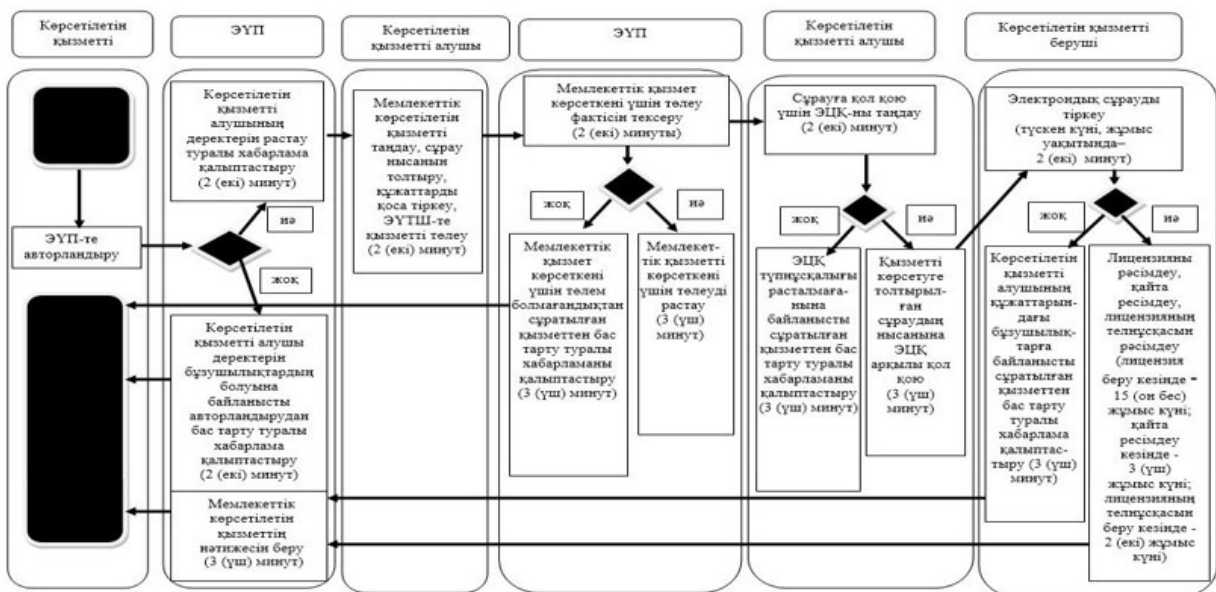 Көрсетілетін
қызметті
ЭҮП
Көрсетілетін
қызметті алушы
ЭҮП
Көрсетілетін
қызметті алушы
Көрсетілетін қызметті
беруші
ЭҮП-те
авторландыру
Көрсетілетін
қызметті
алушының
деректерін растау
туралы хабарлама
қалыптастыру
(2 (екі) минут)
иә
жоқ
Көрсетілетін
қызметті алушы
деректерін
бұзушылықтардың
болуына
байланысты
авторландырудан
бас тарту туралы
хабарлама
қалыптастыру
(2 (екі) минут)
Мемлекеттік
көрсетілетін
қызметтің
нәтижесін беру
(3 (үш) минут)
Мемлекеттік
көрсетілетін
қызметті
таңдау, сұрау
нысанын
толтыру,
құжаттарды
қоса тіркеу,
ЭҮТШ-те
қызметті төлеу
(2 (екі) минут)
Мемлекеттік қызмет
көрсеткені үшін төлеу
фактісін тексеру
(2 (екі) минуты)
жоқ
иә
Мемлекеттік
қызмет
көрсеткені
үшін төлем
болмағандықтан
сұратылған
қызметтен бас
тарту туралы
хабарламаны
қалыптастыру
(3 (үш) минут)
Мемлекет-
тік қызметті
көрсеткені
үшін төлеуді
растау
(3 (үш)
минут)
Сұрауға қол қою
үшін ЭЦҚ-ны таңдау
(2 (екі) минут)
жоқ
иә
ЭЦҚ
түпнұсқалығы
расталмаға-
нына
байланысты
сұратылған
қызметтен бас
тарту туралы
хабарламаны
қалыптастыру
(3 (үш) минут)
Қызметті
көрсетуге
толтырыл-
ған
сұраудың
нысанына
ЭЦҚ
арқылы қол
қою
(3 (үш)
минут)
Электрондық сұрауды
тіркеу
(түскен күні, жұмыс
уақытында–
2 (екі) минут)
жоқ
иә
Көрсетілетін
қызметті
алушының
құжаттарын-
дағы
бұзушылық-
тарға
байланысты
сұратылған
қызметтен
бас тарту
туралы
хабарлама
қалыптас-
тыру (3 (үш)
минут)
Лицензияны
рәсімдеу,
қайта
ресімдеу,
лицензияның
телнұсқасын
рәсімдеу
(лицензия
беру кезінде =
15 (он бес)
жұмыс күні;
қайта
ресімдеу
кезінде -
3 (үш)
жұмыс күні;
лицензияның
телнұсқасын
беру кезінде -
2 (екі) жұмыс
күні)